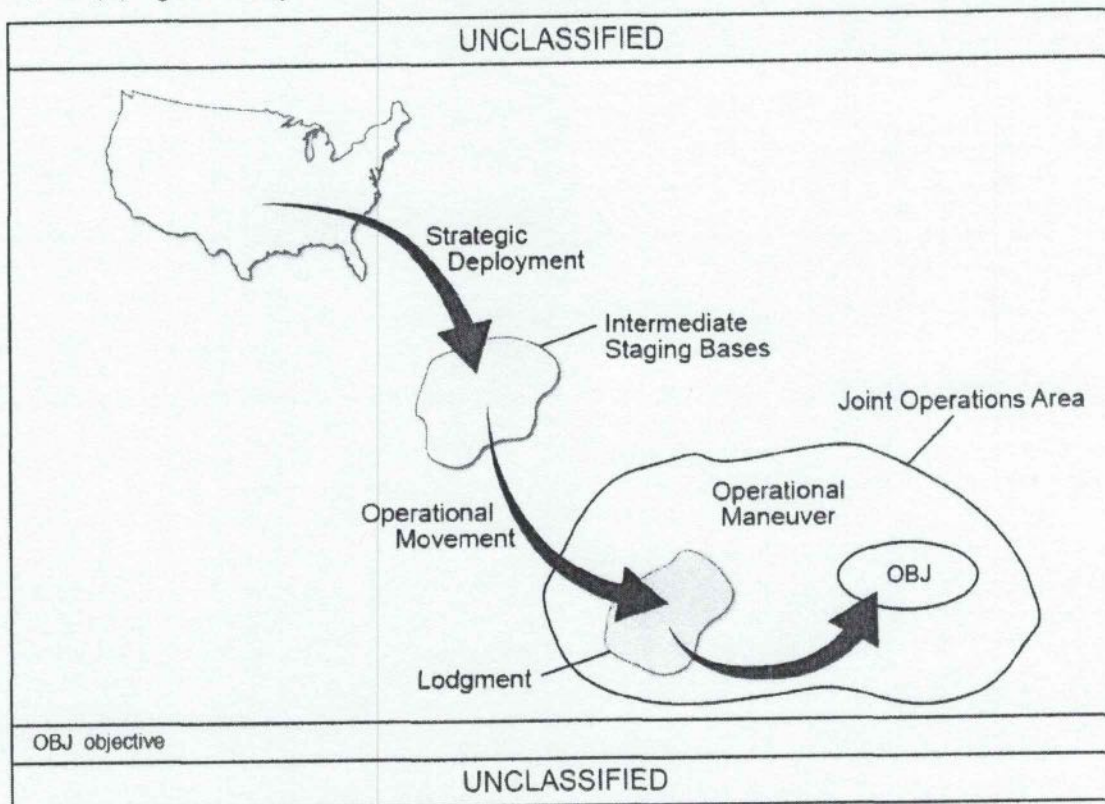 UNCLASSIFIED
Strategic
Deployment
Intermediate
Staging Bases
Joint Operations Area
Operational
Maneuver
Operational
Movement
OBJ
Lodgment
OBJ objective
UNCLASSIFIED